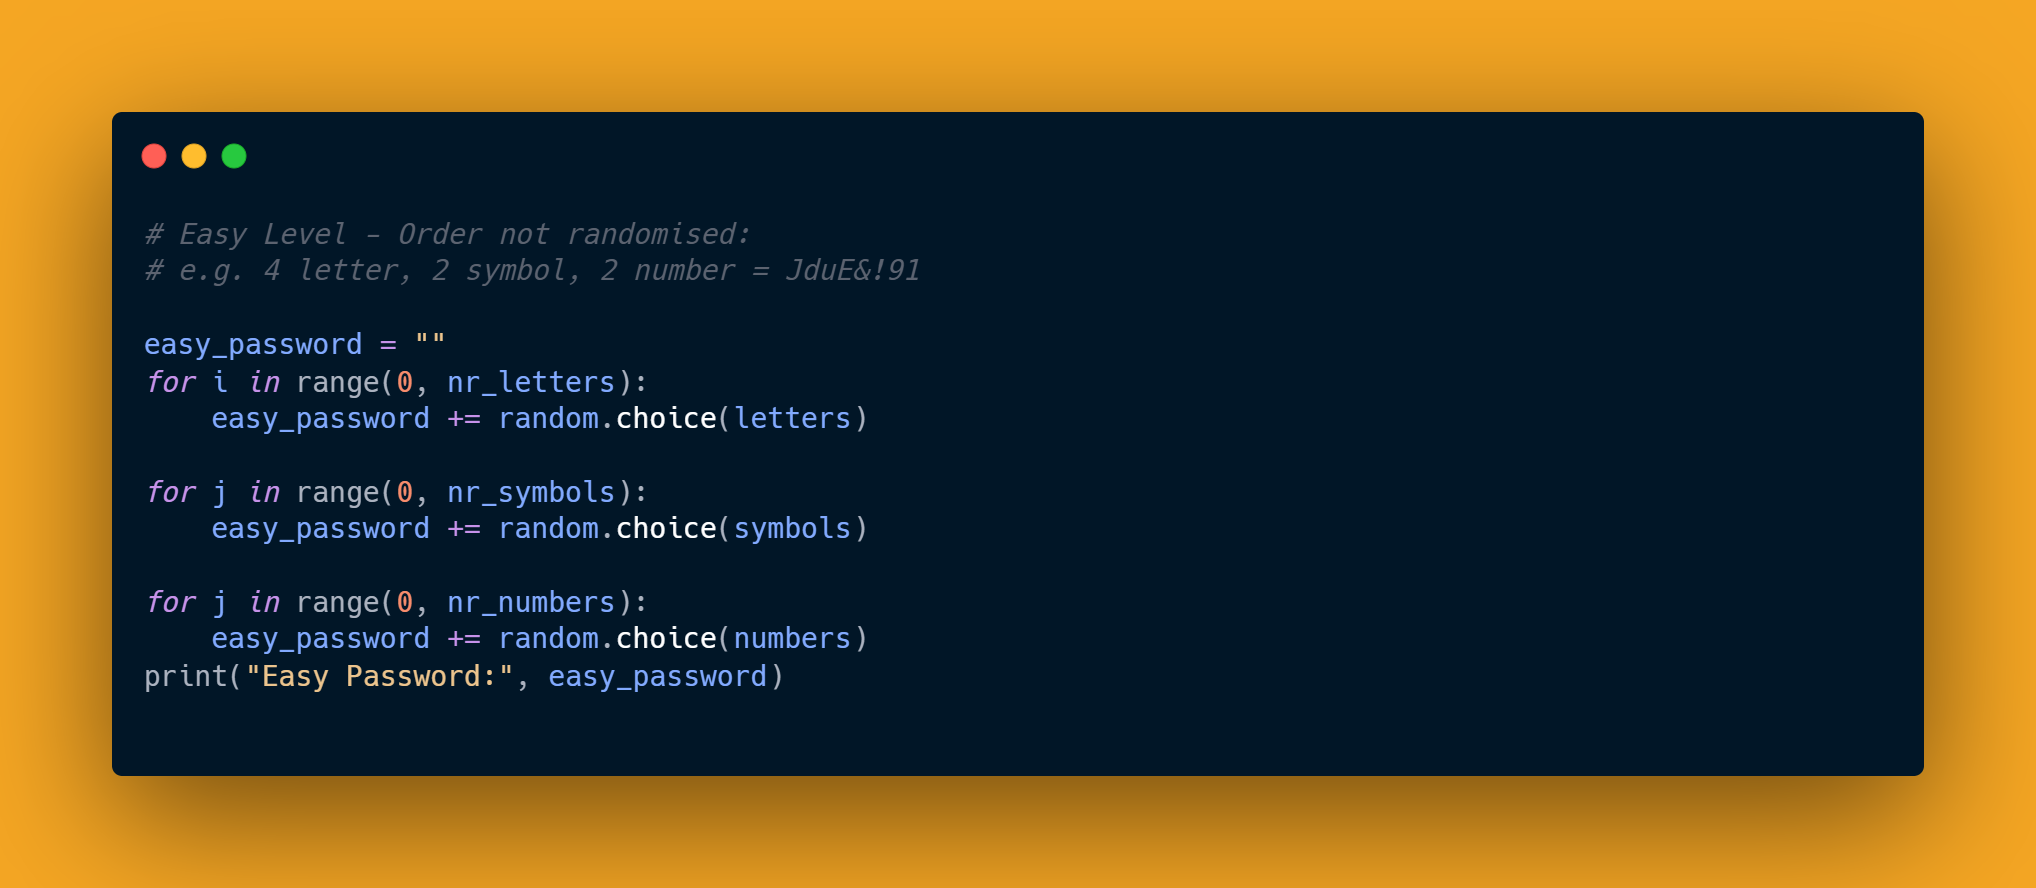 # Easy Level - Order not randomised:
# e.g. 4 letter, 2 symbol, 2 number = JduE&!91
easy_password = ""
for i in range(0, nr_letters):
    easy_password += random.choice(letters)
for j in range(0, nr_symbols):
    easy_password += random.choice(symbols)
for j in range(0, nr_numbers):
    easy_password += random.choice(numbers)
print("Easy Password:", easy_password)